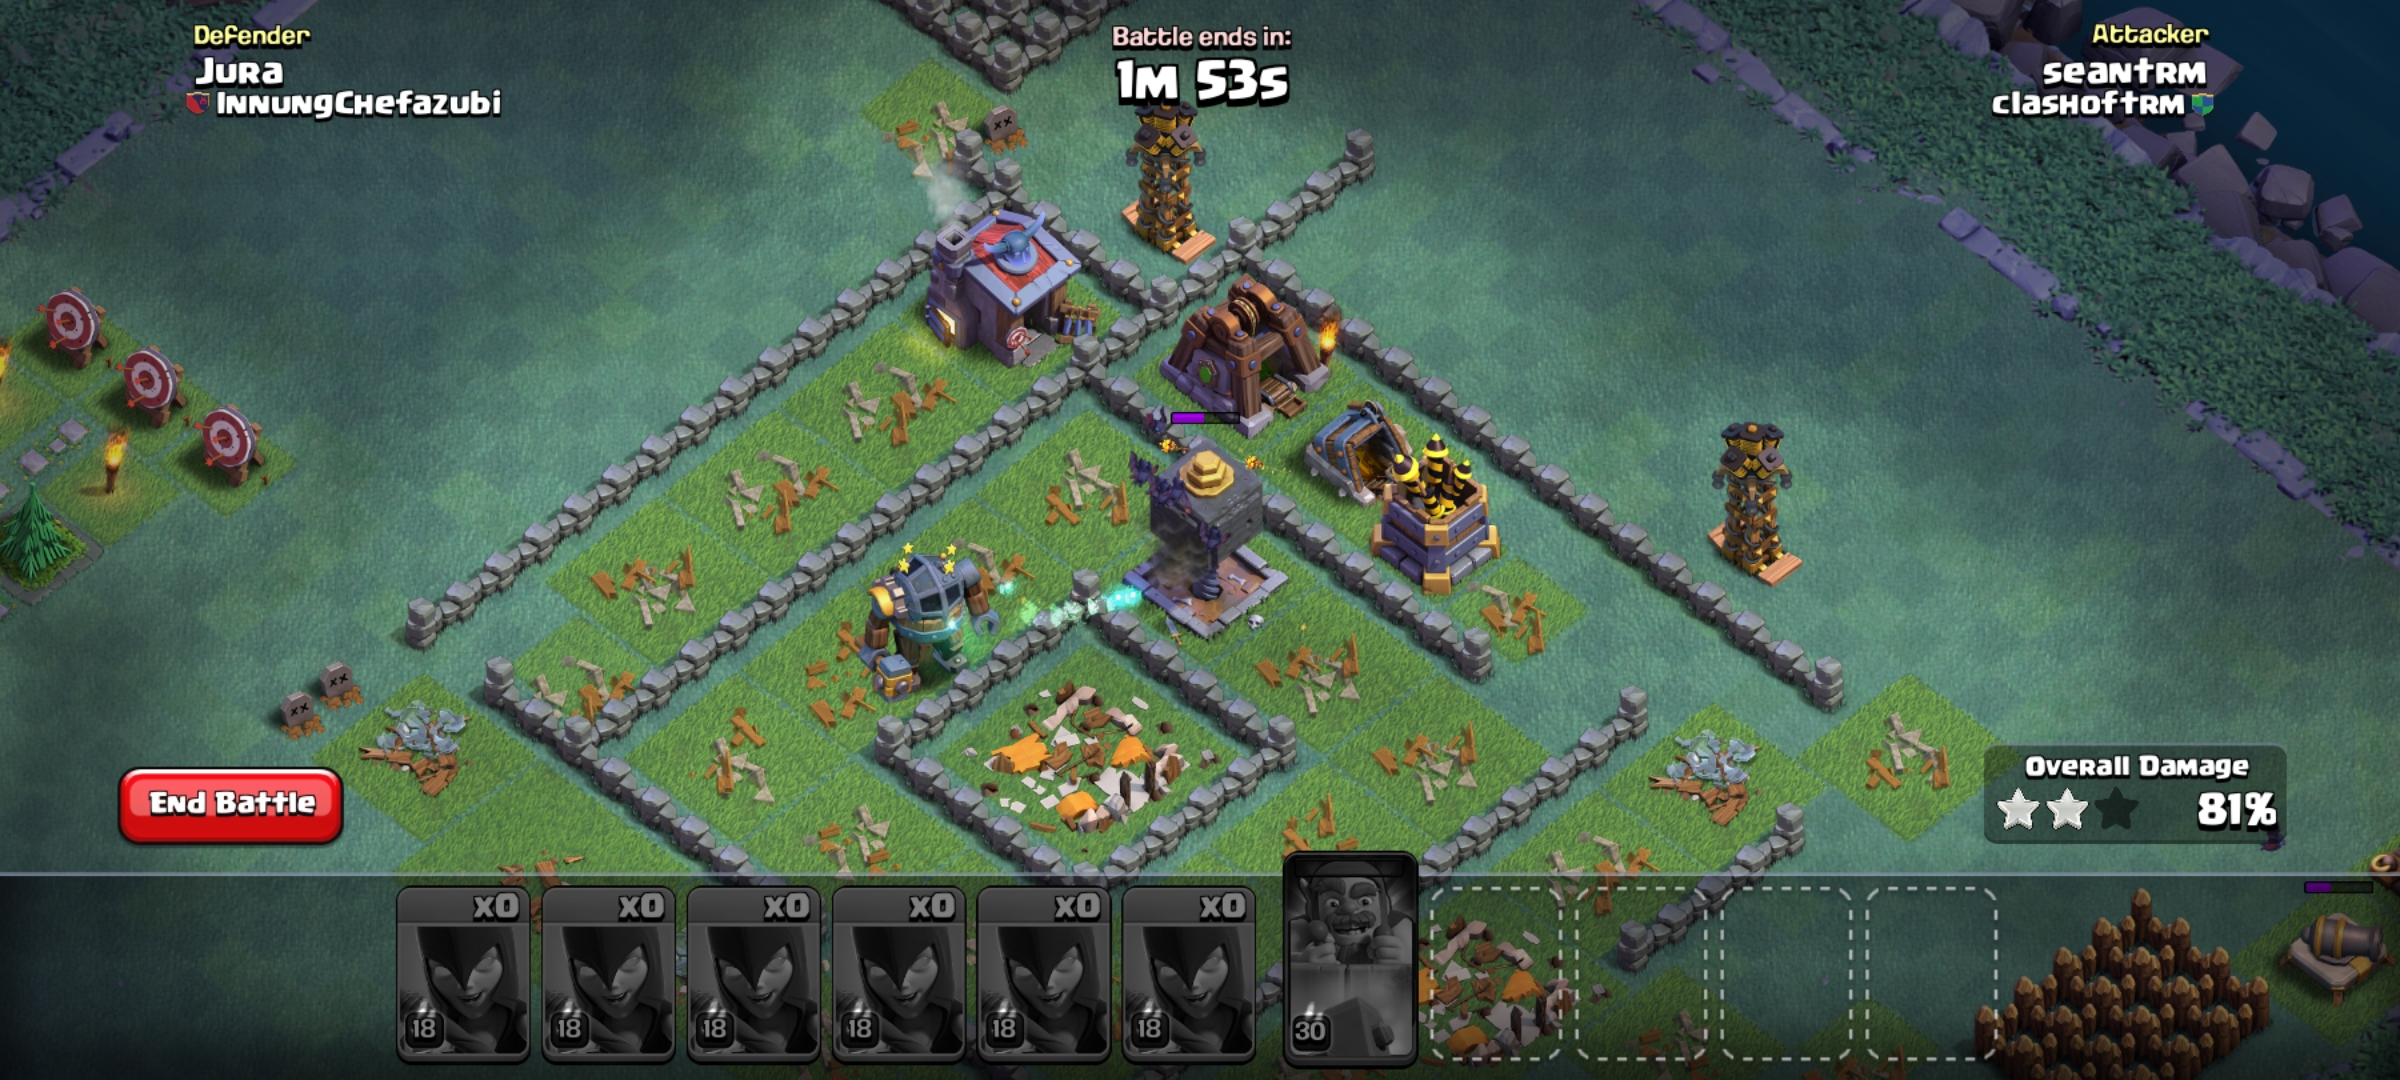 Defender
Jura
InnungChefazubi
Battle ends in:
1M 53s
Attacker
seantRM
clashoftRM
End Battle
Overall Damage
81%
x0 x0 x0 x0 x0 x0
18 18 18 18 18 18 30